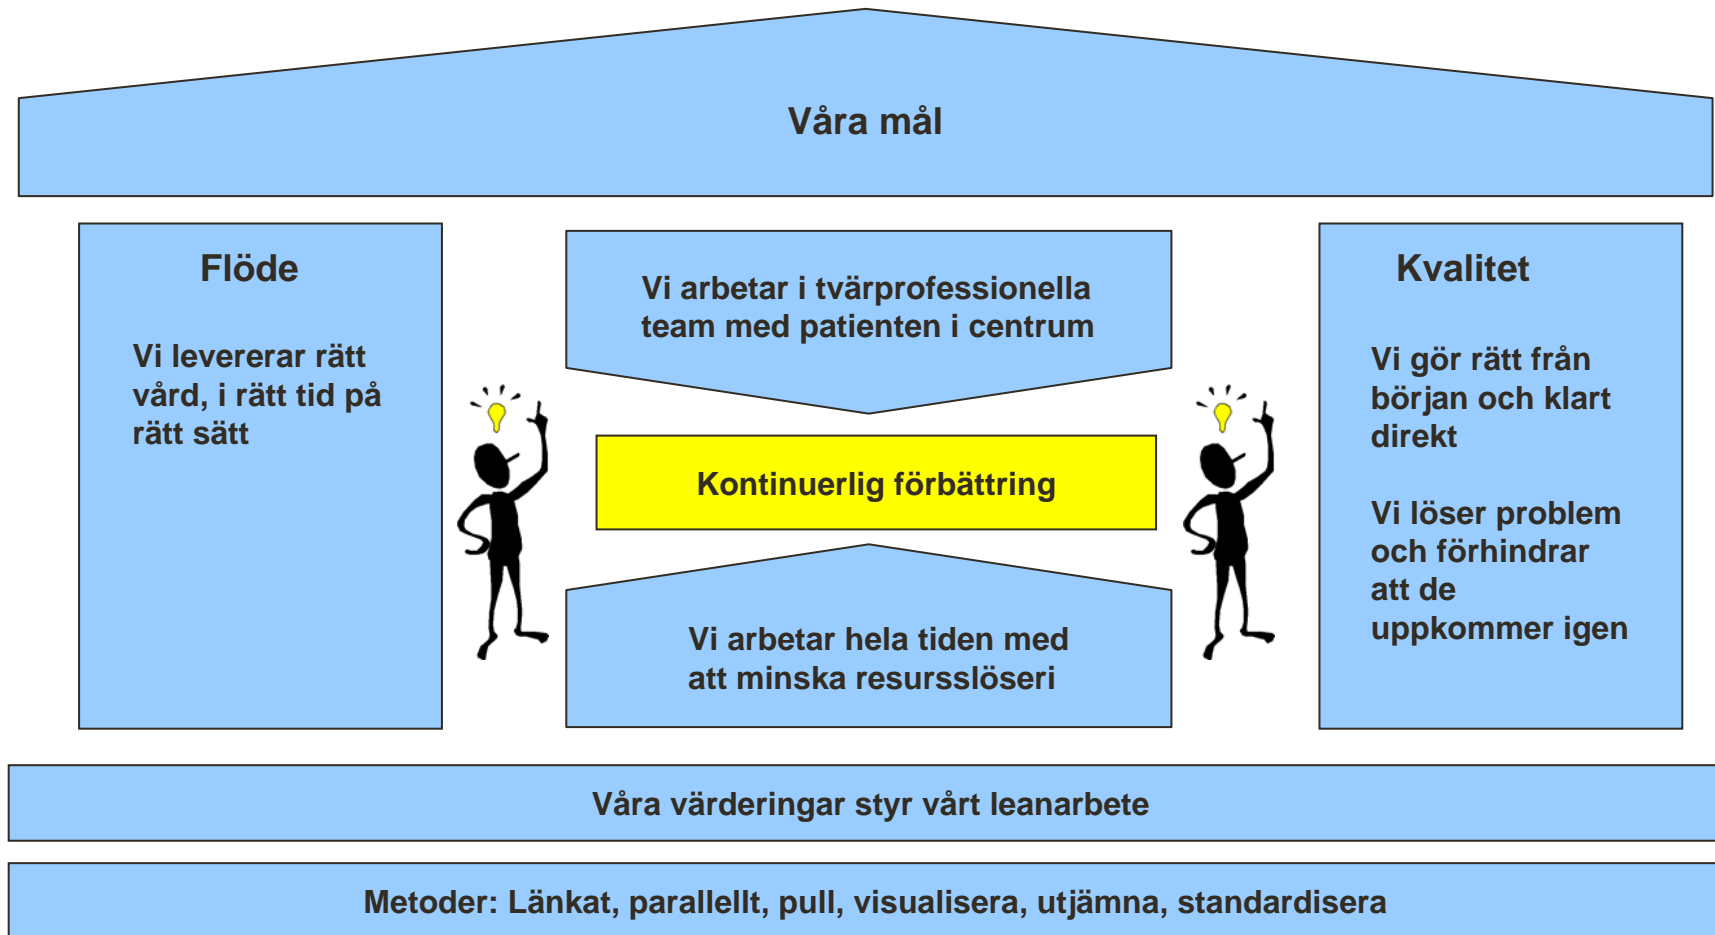 Våra mål
Flöde
Vi levererar rätt
vård, i rätt tid på
rätt sätt
Vi arbetar i tvärprofessionella
team med patienten i centrum
Kontinuerlig förbättring
Vi arbetar hela tiden med
att minska resursslöseri
Kvalitet
Vi gör rätt från
början och klart
direkt
Vi löser problem
och förhindrar
att de
uppkommer igen
Våra värderingar styr vårt leanarbete
Metoder: Länkat, parallellt, pull, visualisera, utjämna, standardisera